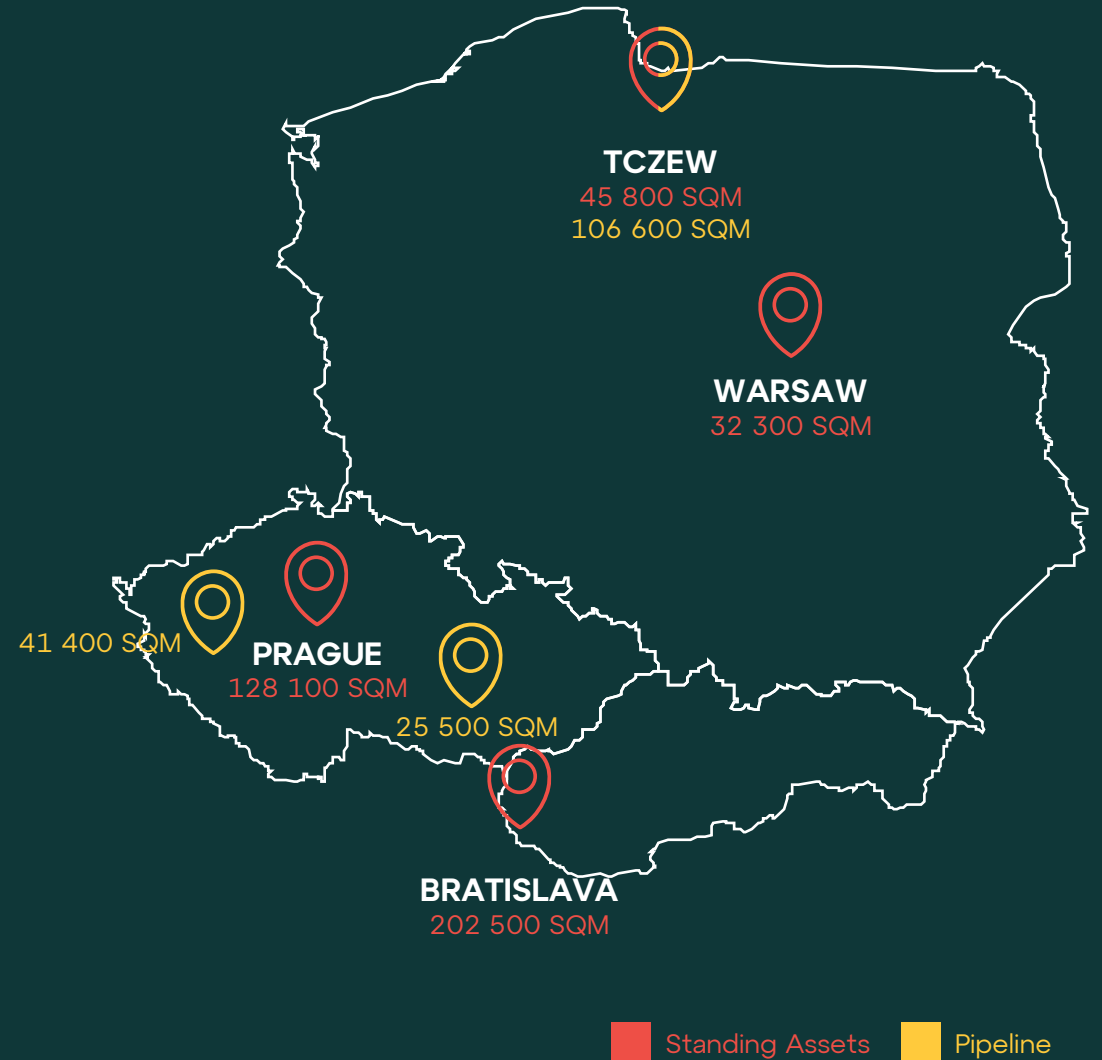 TCZEW
45 800 SQM
106 600 SQM
WARSAW
32 300 SQM
41 400 SQM
PRAGUE
128 100 SQM
25 500 SQM
BRATISLAVA
202 500 SQM
Standing Assets
Pipeline